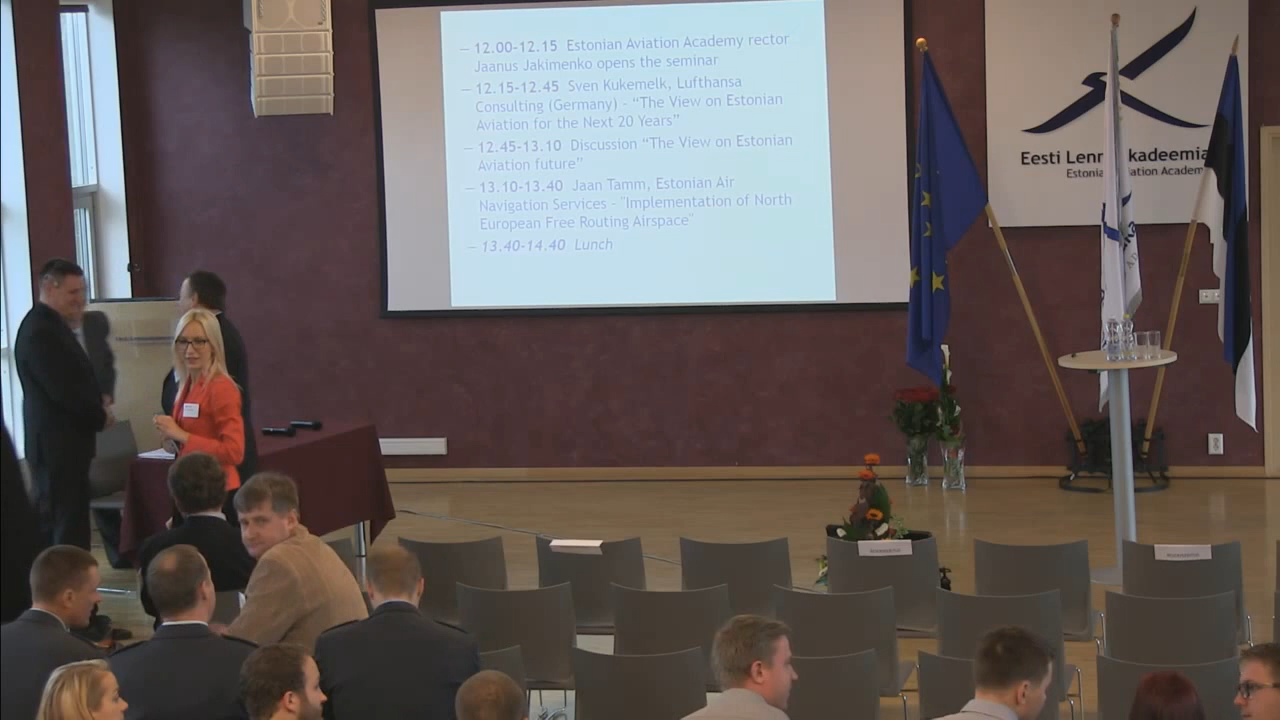 – 12.00-12.15 Estonian Aviation Academy rector
Jaanus Jakimenko opens the seminar
– 12.15-12.45 Sven Kukemelk, Lufthansa
Consulting (Germany) – “The View on Estonian
Aviation for the Next 20 Years”
– 12.45-13.10 Discussion “The View on Estonian
Aviation future”
– 13.10-13.40 Jaan Tamm, Estonian Air
Navigation Services - "Implementation of North
European Free Routing Airspace"
– 13.40-14.40 Lunch
Eesti Lenn kadeemia
Estonia iation Academ